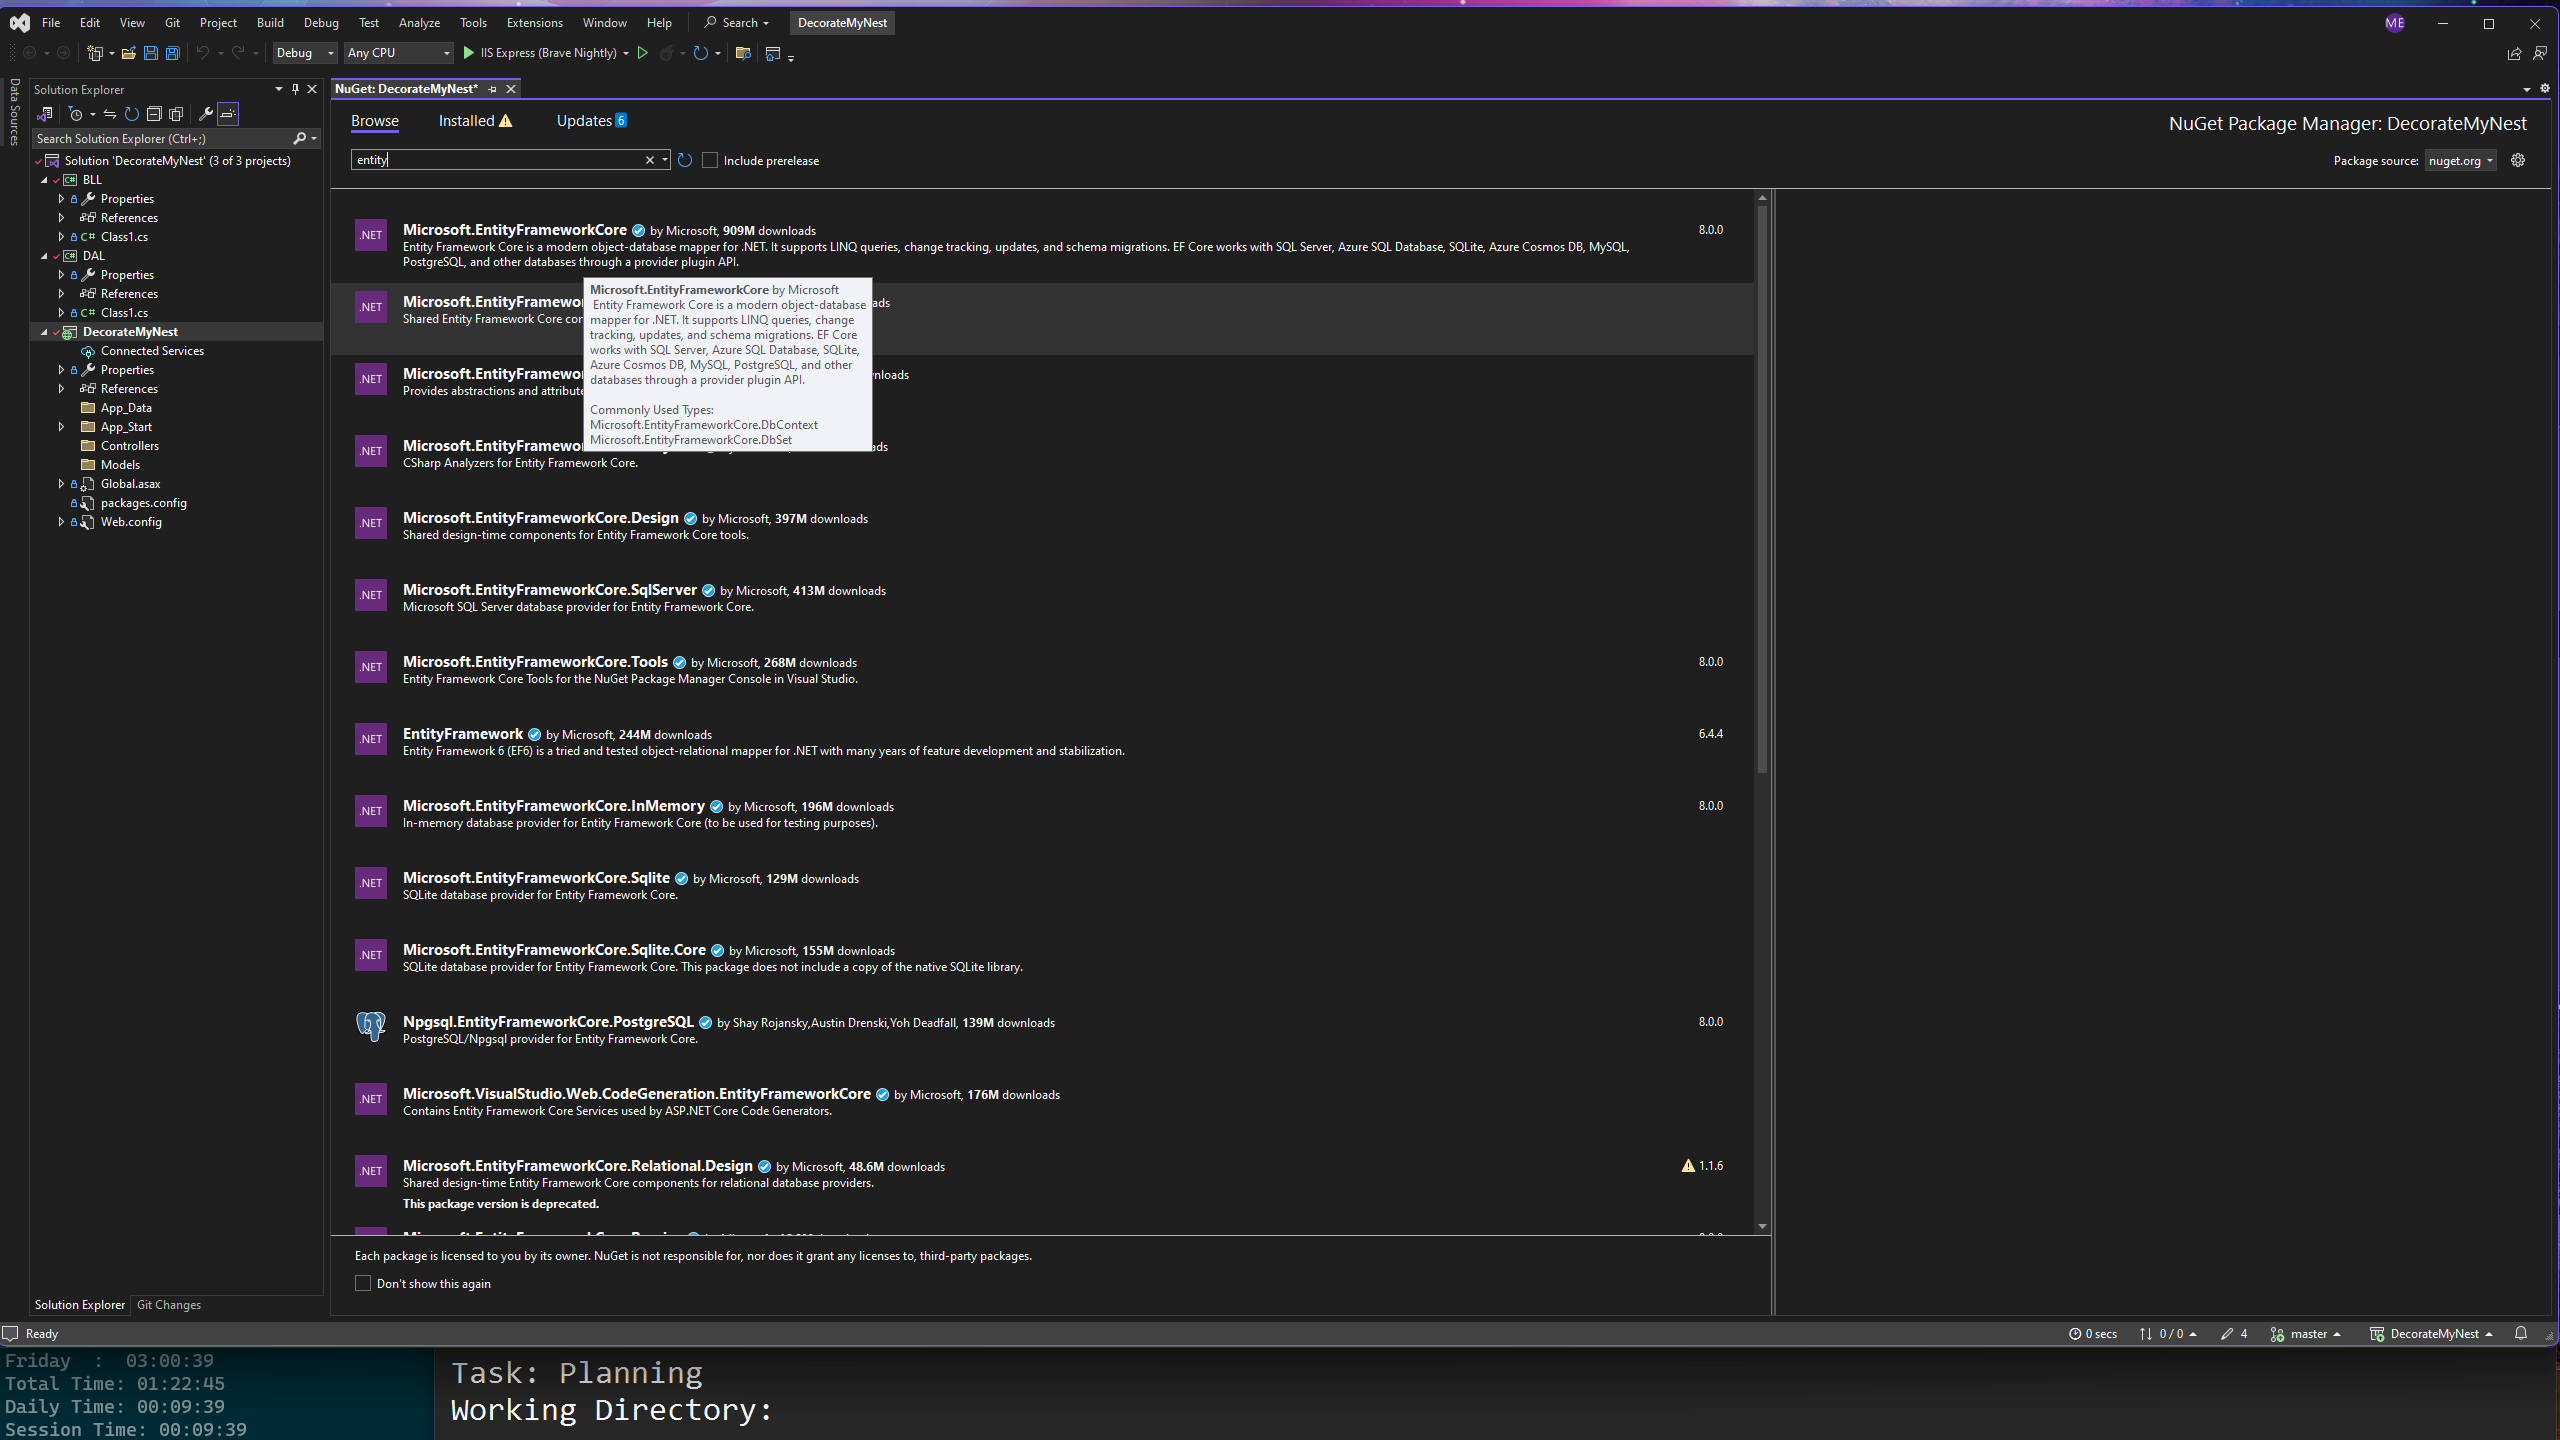 File Edit View Git Project Build Debug Test Analyze Tools Extensions Window Help Search DecorateMyNest ME
Debug Any CPU IIS Express (Brave Nightly)
Data Sources
Solution Explorer
Search Solution Explorer (Ctrl+;)
Solution 'DecorateMyNest' (3 of 3 projects)
BLL
Properties
References
C# Class1.cs
DAL
Properties
References
C# Class1.cs
DecorateMyNest
Connected Services
Properties
References
App_Data
App_Start
Controllers
Models
Global.asax
packages.config
Web.config
Solution Explorer Git Changes
NuGet: DecorateMyNest*
Browse Installed Updates 6
NuGet Package Manager: DecorateMyNest
entity
Include prerelease
Package source: nuget.org
.NET Microsoft.EntityFrameworkCore by Microsoft, 909M downloads 8.0.0
Entity Framework Core is a modern object-database mapper for .NET. It supports LINQ queries, change tracking, updates, and schema migrations. EF Core works with SQL Server, Azure SQL Database, SQLite, Azure Cosmos DB, MySQL,
PostgreSQL, and other databases through a provider plugin API.
.NET Microsoft.EntityFramewo
Shared Entity Framework Core co
.NET Microsoft.EntityFramewo
Provides abstractions and attribute
.NET Microsoft.EntityFramewo
CSharp Analyzers for Entity Framework Core.
Microsoft.EntityFrameworkCore by Microsoft
Entity Framework Core is a modern object-database
mapper for .NET. It supports LINQ queries, change
tracking, updates, and schema migrations. EF Core
works with SQL Server, Azure SQL Database, SQLite,
Azure Cosmos DB, MySQL, PostgreSQL, and other
databases through a provider plugin API.
Commonly Used Types:
Microsoft.EntityFrameworkCore.DbContext
Microsoft.EntityFrameworkCore.DbSet
.NET Microsoft.EntityFrameworkCore.Design by Microsoft, 397M downloads
Shared design-time components for Entity Framework Core tools.
.NET Microsoft.EntityFrameworkCore.SqlServer by Microsoft, 413M downloads
Microsoft SQL Server database provider for Entity Framework Core.
.NET Microsoft.EntityFrameworkCore.Tools by Microsoft, 268M downloads 8.0.0
Entity Framework Core Tools for the NuGet Package Manager Console in Visual Studio.
.NET EntityFramework by Microsoft, 244M downloads 6.4.4
Entity Framework 6 (EF6) is a tried and tested object-relational mapper for .NET with many years of feature development and stabilization.
.NET Microsoft.EntityFrameworkCore.InMemory by Microsoft, 196M downloads 8.0.0
In-memory database provider for Entity Framework Core (to be used for testing purposes).
.NET Microsoft.EntityFrameworkCore.Sqlite by Microsoft, 129M downloads
SQLite database provider for Entity Framework Core.
.NET Microsoft.EntityFrameworkCore.Sqlite.Core by Microsoft, 155M downloads
SQLite database provider for Entity Framework Core. This package does not include a copy of the native SQLite library.
Npgsql.EntityFrameworkCore.PostgreSQL by Shay Rojansky,Austin Drenski,Yoh Deadfall, 139M downloads 8.0.0
PostgreSQL/Npgsql provider for Entity Framework Core.
.NET Microsoft.VisualStudio.Web.CodeGeneration.EntityFrameworkCore by Microsoft, 176M downloads
Contains Entity Framework Core Services used by ASP.NET Core Code Generators.
.NET Microsoft.EntityFrameworkCore.Relational.Design by Microsoft, 48.6M downloads 1.1.6
Shared design-time Entity Framework Core components for relational database providers.
This package version is deprecated.
Each package is licensed to you by its owner. NuGet is not responsible for, nor does it grant any licenses to, third-party packages.
Don't show this again
Ready 0 secs 0 / 0 4 master DecorateMyNest
Friday : 03:00:39
Total Time: 01:22:45
Daily Time: 00:09:39
Session Time: 00:09:39
Task: Planning
Working Directory: